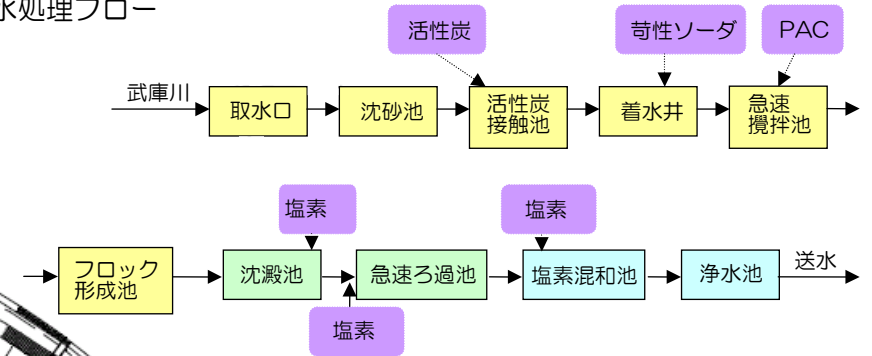 水処理フロー
活性炭
苛性ソーダ
PAC
武庫川
取水口
沈砂池
活性炭
接触池
着水井
急速
攪拌池
塩素
塩素
フロック
形成池
沈澱池
急速ろ過池
塩素混和池
浄水池
送水
塩素